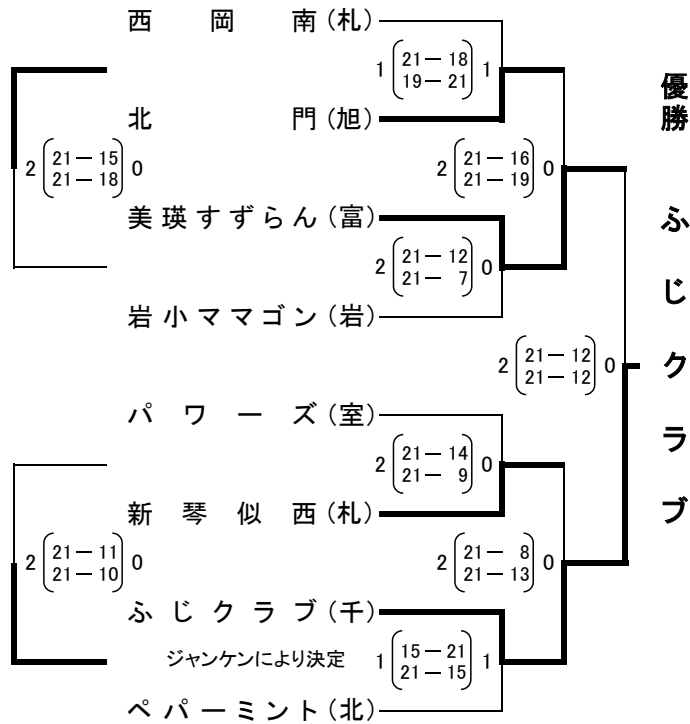 西岡南(札)
1 (21－18 19－21) 1
北門(旭)
2 (21－15 21－18) 0
2 (21－16 21－19) 0
美瑛すずらん(富)
2 (21－12 21－7) 0
岩小ママゴン(岩)
2 (21－12 21－12) 0
パワーズ(室)
2 (21－14 21－9) 0
新琴似西(札)
2 (21－11 21－10) 0
2 (21－8 21－13) 0
ふじクラブ(千)
ジャンケンにより決定 1 (15－21 21－15) 1
ペパーミント(北)
優勝 ふじクラブ